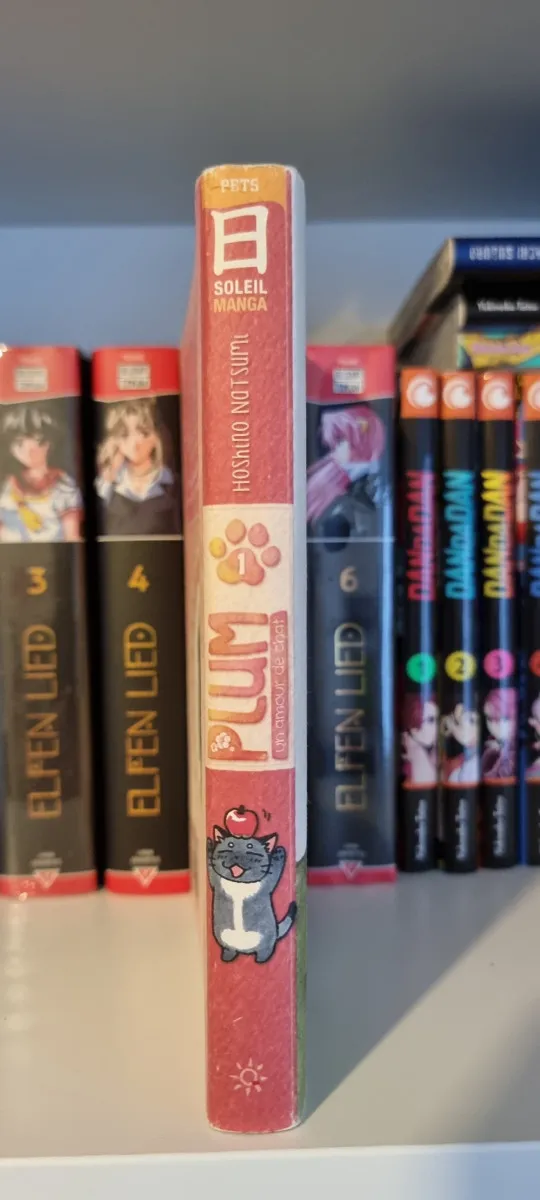 PETS
日
SOLEIL
MANGA
HOSHINO NATSUMI
1
PLUM
un amour de chat
3
ELFEN LIED
4
ELFEN LIED
6
ELFEN LIED
DANDADAN
1
DANDADAN
2
DANDADAN
3